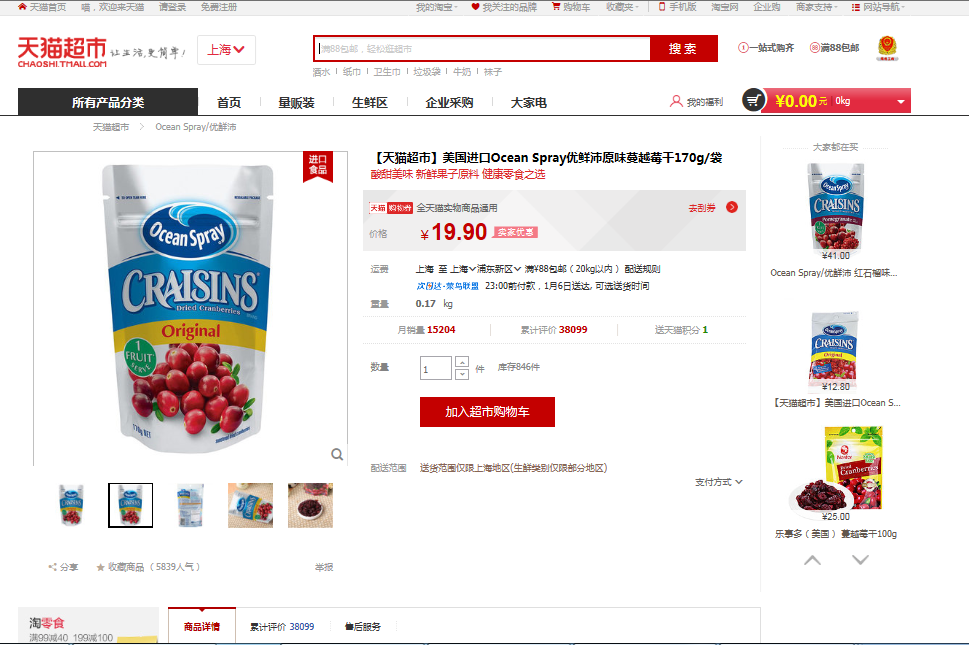 天猫首页 喵，欢迎来天猫 请登录 免费注册 我的淘宝 我关注的品牌 购物车 收藏夹 手机版 淘宝网 企业购 商家支持 网站导航
天猫超市 让生活,更简单!
CHAOSHI.TMALL.COM
上海
满88包邮，轻松逛超市
搜 索
一站式购齐 满88包邮
酒水 纸巾 卫生巾 垃圾袋 牛奶 袜子
所有产品分类 首页 量贩装 生鲜区 企业采购 大家电 我的福利 ¥0.00元 0kg
天猫超市 Ocean Spray/优鲜沛
进口
食品
Ocean Spray
CRAISINS
Dried Cranberries
Original
1
FRUIT
SERVE
170g NET
【天猫超市】美国进口Ocean Spray优鲜沛原味蔓越莓干170g/袋
酸甜美味 新鲜果子原料 健康零食之选
天猫 购物券 全天猫实物商品通用 去刮券
价格 ¥19.90 卖家优惠
运费 上海 至 上海 浦东新区 满¥88包邮（20kg以内） 配送规则
次日达·菜鸟联盟 23:00前付款，1月6日送达, 可选送货时间
重量 0.17 kg
月销量 15204 累计评价 38099 送天猫积分 1
数量 1 件 库存846件
加入超市购物车
配送范围 送货范围仅限上海地区(生鲜类别仅限部分地区)
支付方式
分享 收藏商品（5839人气） 举报
大家都在买
Ocean Spray
CRAISINS
Pomegranate
¥41.00
Ocean Spray/优鲜沛 红石榴味...
CRAISINS
Original
¥12.80
【天猫超市】美国进口Ocean S...
Cranberries
¥25.00
乐事多（美国） 蔓越莓干100g
淘零食
满99减40 199减100
商品详情 累计评价 38099 售后服务